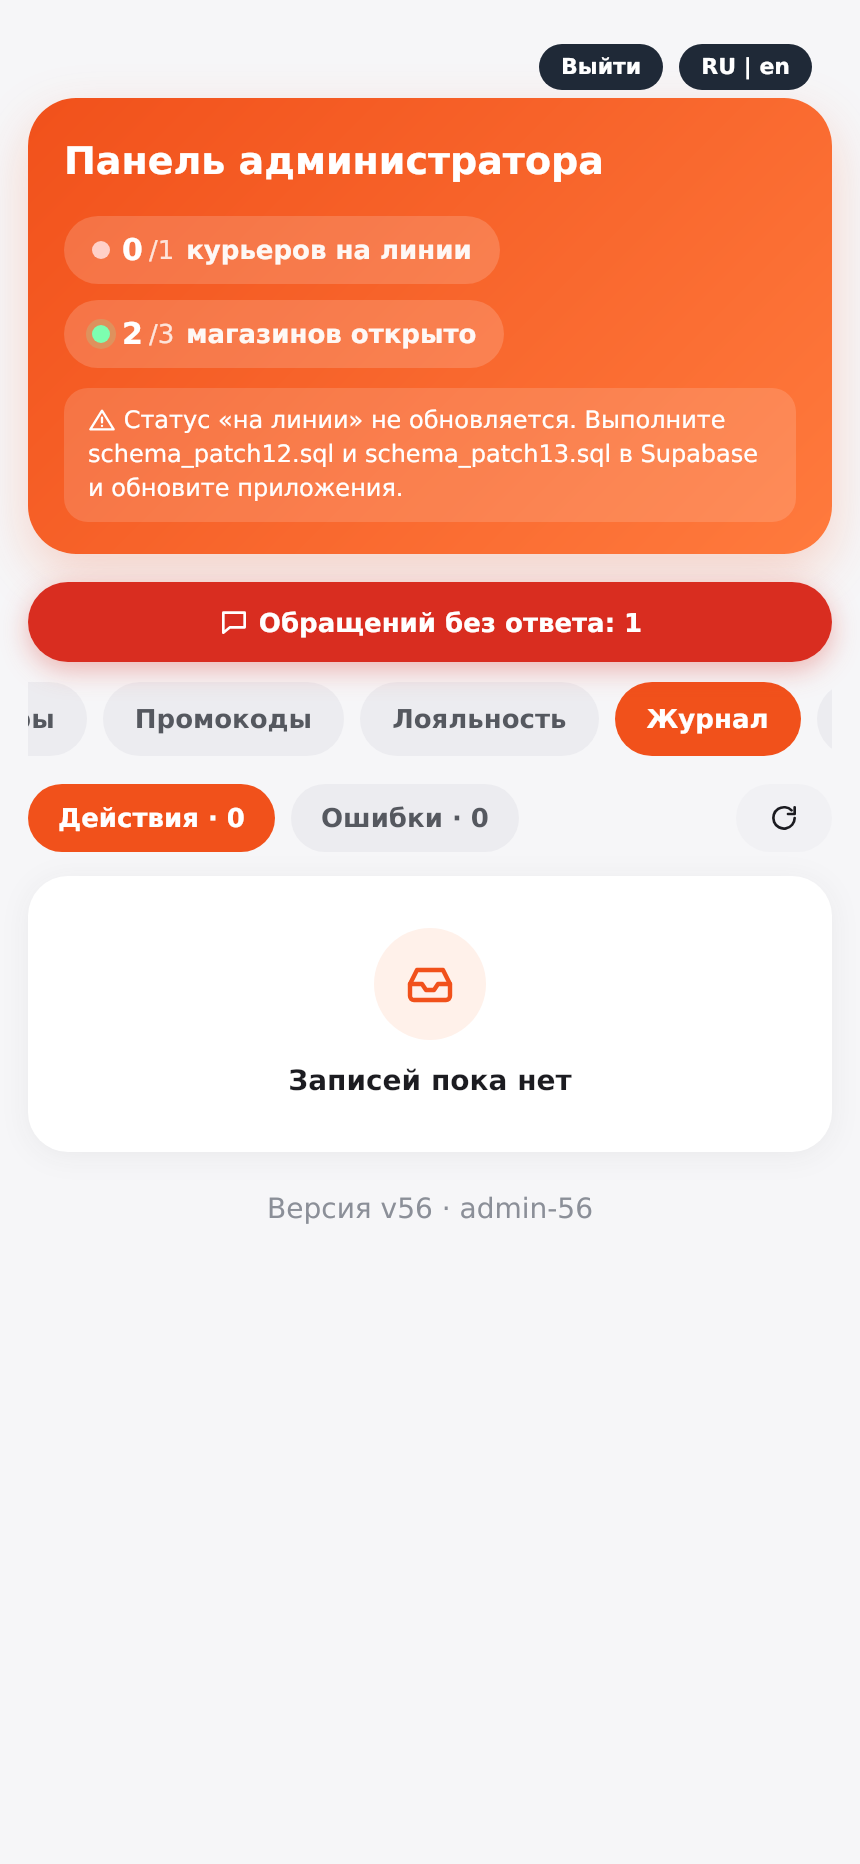 Выйти
RU | en
Панель администратора
0 /1 курьеров на линии
2 /3 магазинов открыто
Статус «на линии» не обновляется. Выполните
schema_patch12.sql и schema_patch13.sql в Supabase
и обновите приложения.
Обращений без ответа: 1
Промокоды
Лояльность
Журнал
Действия · 0
Ошибки · 0
Записей пока нет
Версия v56 · admin-56